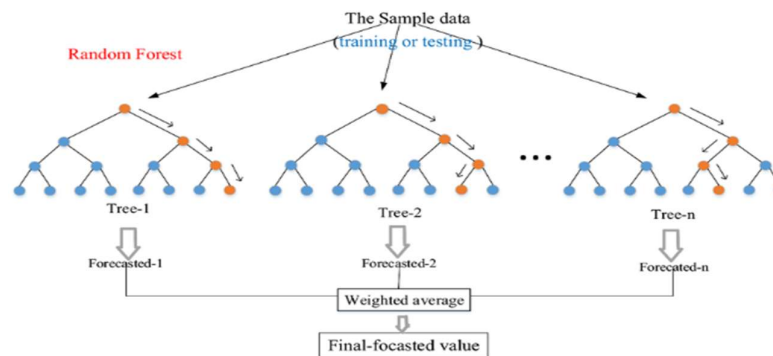 The Sample data
(training or testing )
Random Forest
Tree-1
Tree-2
Tree-n
Forecasted-1
Forecasted-2
Forecated-n
Weighted average
Final-focasted value